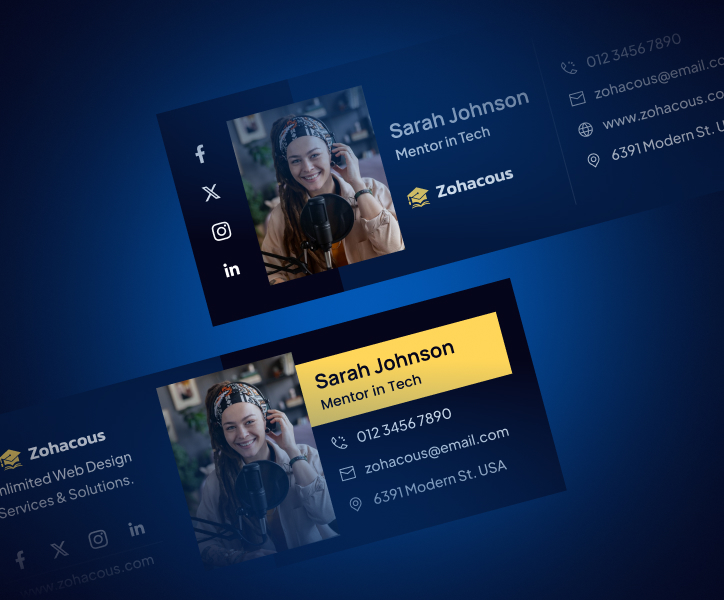 Sarah Johnson
Mentor in Tech
Zohacous
012 3456 7890
zohacous@email.co
www.zohacous.co
6391 Modern St. U
Zohacous
nlimited Web Design
Services & Solutions.
www.zohacous.com
Sarah Johnson
Mentor in Tech
012 3456 7890
zohacous@email.com
6391 Modern St. USA